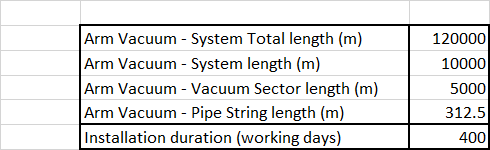 Arm Vacuum - System Total length (m) 120000
Arm Vacuum - System length (m) 10000
Arm Vacuum - Vacuum Sector length (m) 5000
Arm Vacuum - Pipe String length (m) 312.5
Installation duration (working days) 400